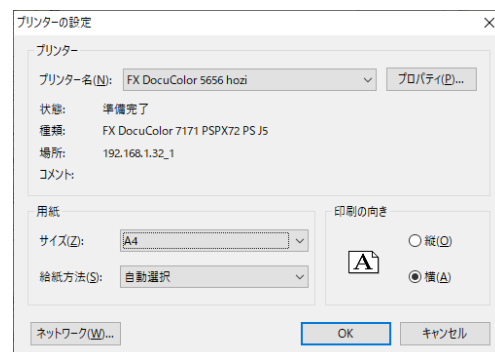 プリンターの設定
プリンター
プリンター名(N): FX DocuColor 5656 hozi プロパティ(P)...
状態: 準備完了
種類: FX DocuColor 7171 PSPX72 PS J5
場所: 192.168.1.32_1
コメント:
用紙
サイズ(Z): A4
給紙方法(S): 自動選択
印刷の向き
A
縦(O)
横(A)
ネットワーク(W)... OK キャンセル